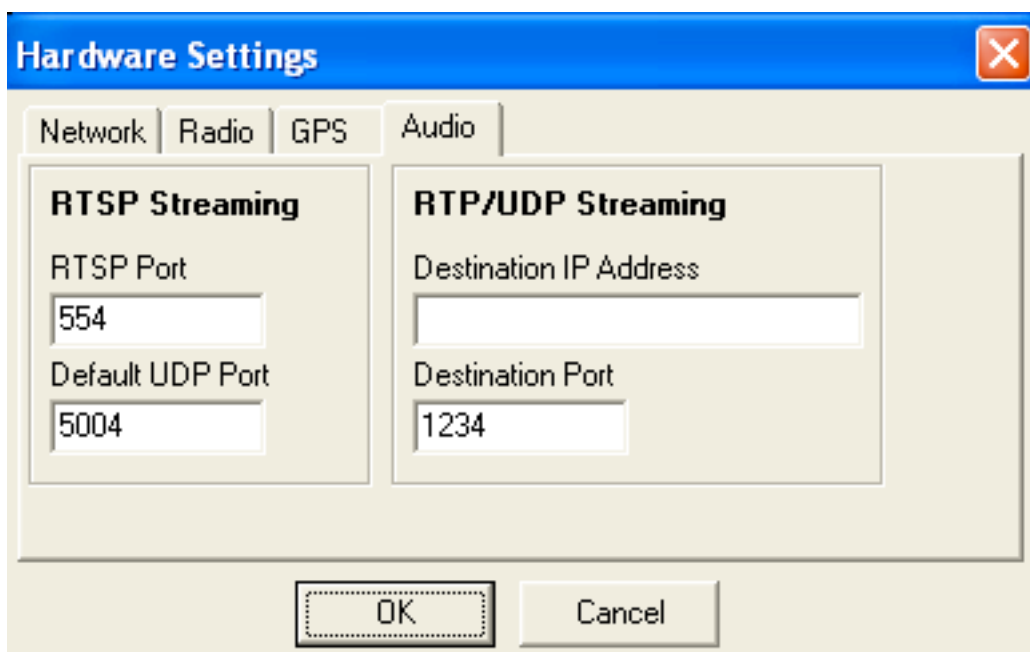 Hardware Settings
Network Radio GPS Audio
RTSP Streaming
RTSP Port
554
Default UDP Port
5004
RTP/UDP Streaming
Destination IP Address
Destination Port
1234
OK Cancel